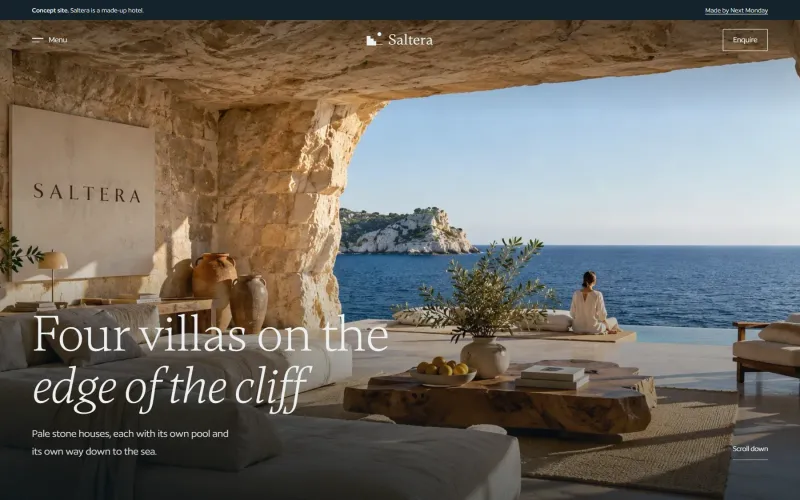 Concept site. Saltera is a made-up hotel.
Made by Next Monday
Menu
Saltera
Enquire
SALTERA
Four villas on the
edge of the cliff
Pale stone houses, each with its own pool and
its own way down to the sea.
Scroll down